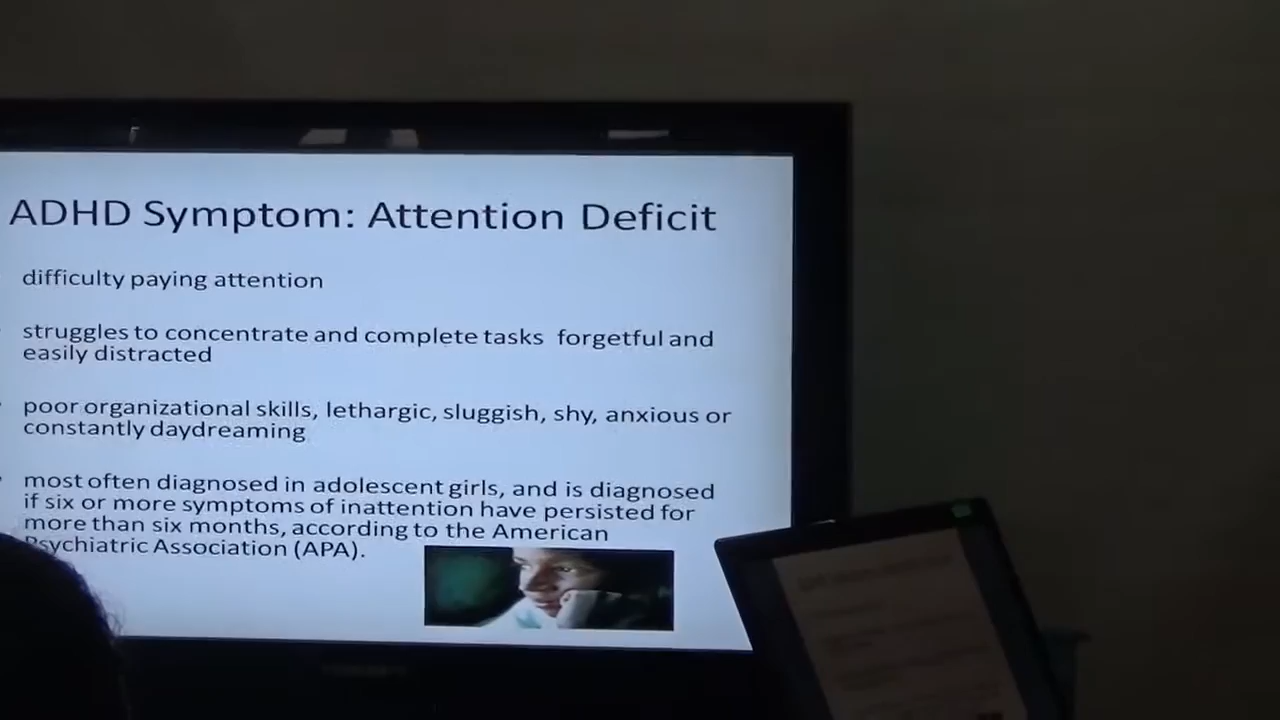 ADHD Symptom: Attention Deficit
difficulty paying attention
struggles to concentrate and complete tasks forgetful and
easily distracted
poor organizational skills, lethargic, sluggish, shy, anxious or
constantly daydreaming
most often diagnosed in adolescent girls, and is diagnosed
if six or more symptoms of inattention have persisted for
more than six months, according to the American
Psychiatric Association (APA).